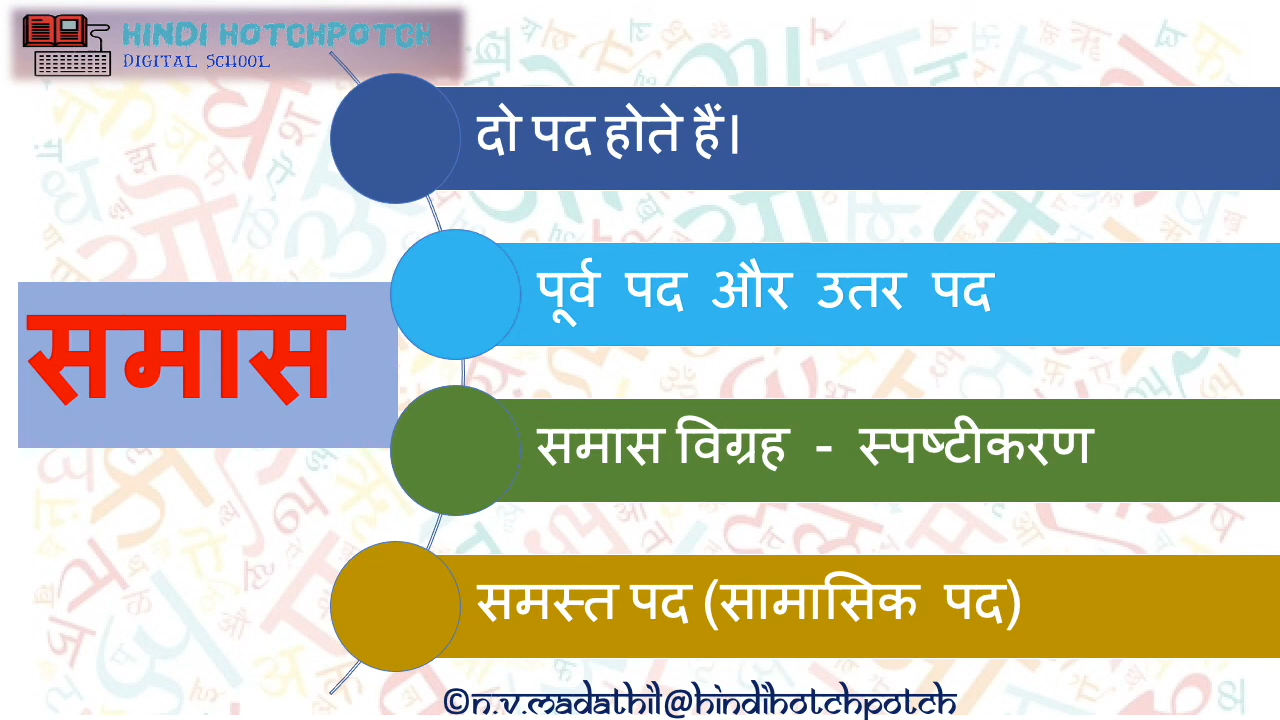 HINDI HOTCHPOTCH
DIGITAL SCHOOL
दो पद होते हैं।
पूर्व पद और उतर पद
समास
समास विग्रह - स्पष्टीकरण
समस्त पद (सामासिक पद)
©n.v.madathil@hindihotchpotch